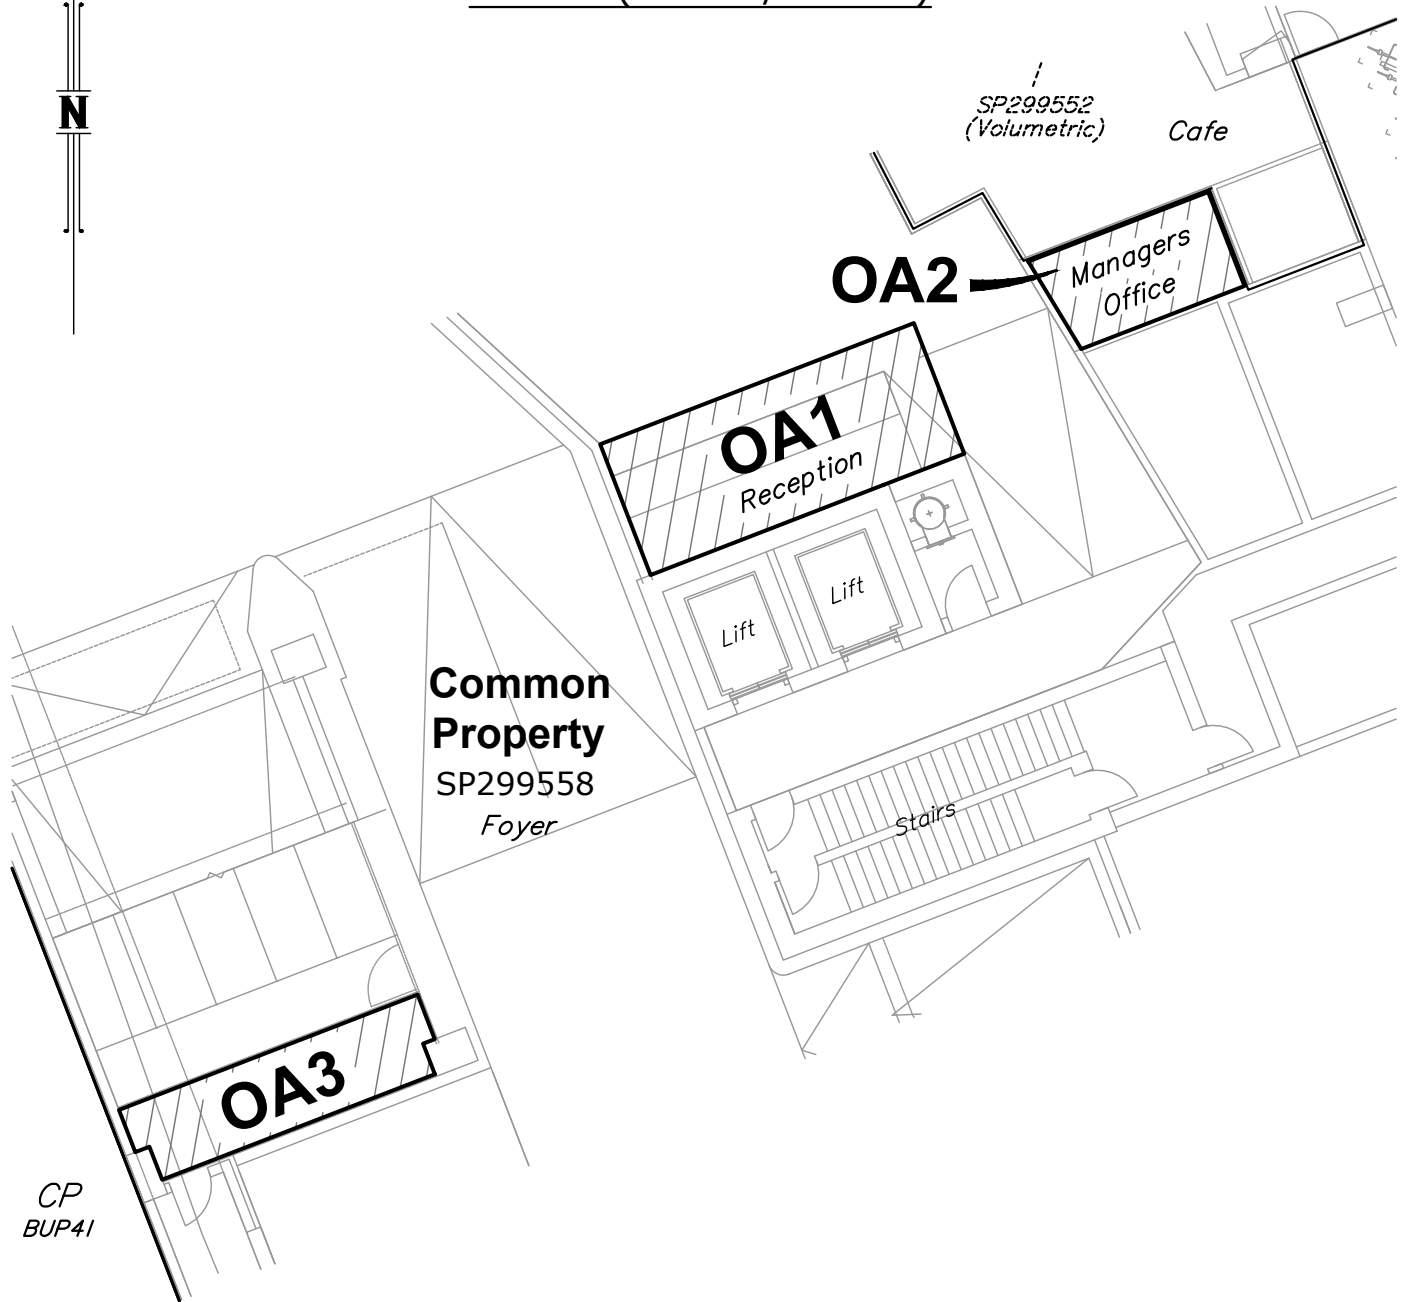 N
SP299552
(Volumetric)
Cafe
OA2
Managers
Office
OA1
Reception
Lift
Lift
Common
Property
SP299558
Foyer
Stairs
OA3
CP
BUP41